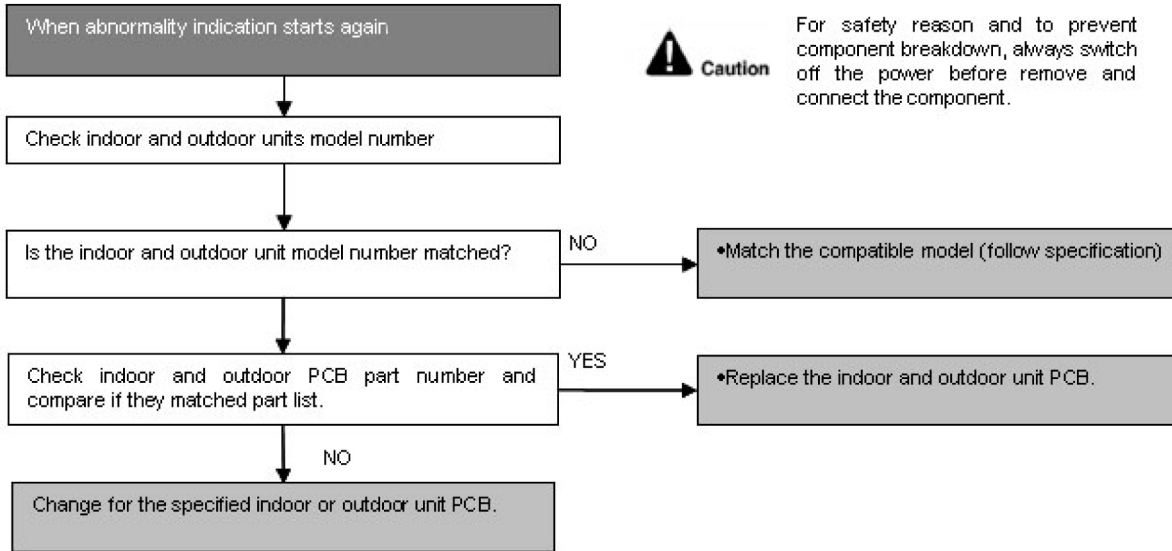 When abnormality indication starts again
For safety reason and to prevent
component breakdown, always switch
off the power before remove and
connect the component.
Caution
Check indoor and outdoor units model number
Is the indoor and outdoor unit model number matched?
NO
•Match the compatible model (follow specification)
Check indoor and outdoor PCB part number and
compare if they matched part list.
YES
•Replace the indoor and outdoor unit PCB.
NO
Change for the specified indoor or outdoor unit PCB.